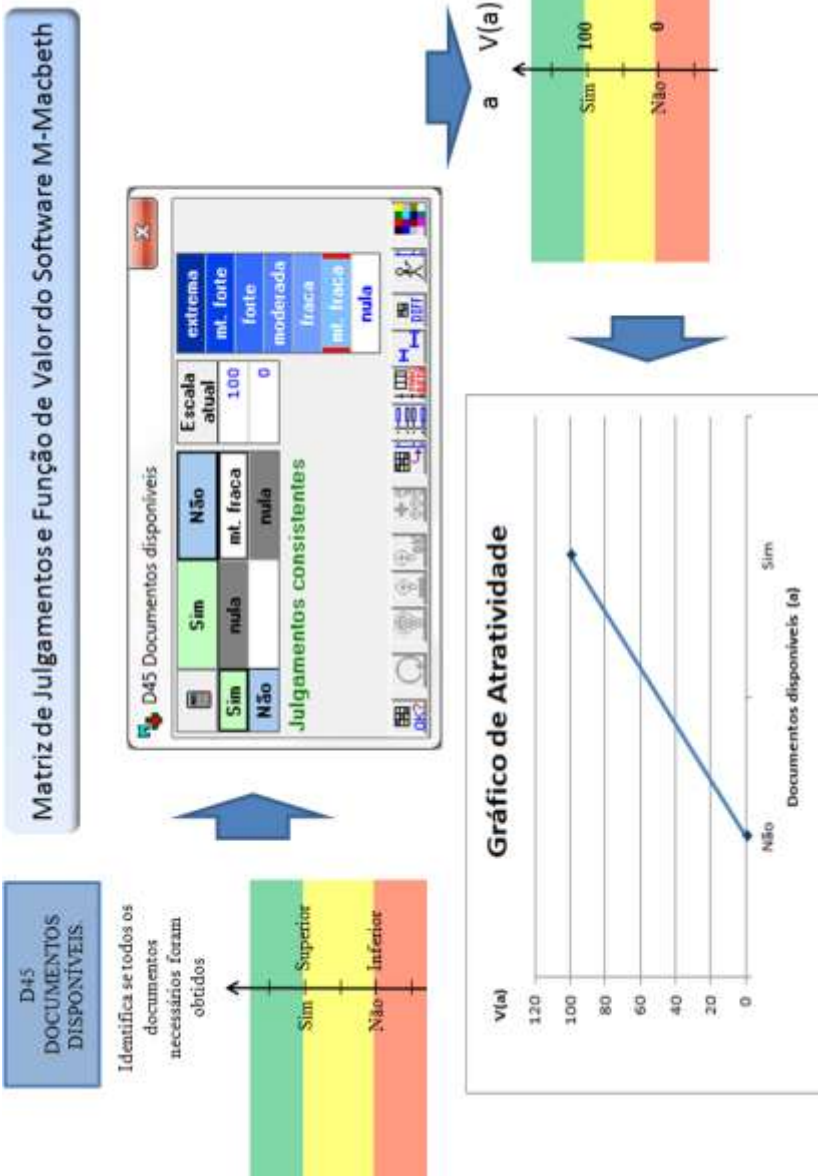 Matriz de Julgamentos e Função de Valor do Software M-Macbeth
D45
DOCUMENTOS
DISPONÍVEIS.
Identifica se todos os
documentos
necessários foram
obtidos
Sim Superior
Não Inferior
D45 Documentos disponíveis
X
Sim Não Escala atual
Sim nula mt. fraca 100
Não nula 0
Julgamentos consistentes
extrema
mt. forte
forte
moderada
fraca
mt. fraca
nula
OK?
DIFF
a V(a)
Sim 100
Não 0
Gráfico de Atratividade
V(a)
120
100
80
60
40
20
0
Não Sim
Documentos disponíveis (a)